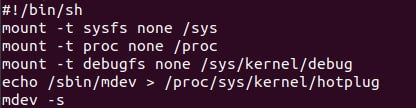 #!/bin/sh
mount -t sysfs none /sys
mount -t proc none /proc
mount -t debugfs none /sys/kernel/debug
echo /sbin/mdev > /proc/sys/kernel/hotplug
mdev -s